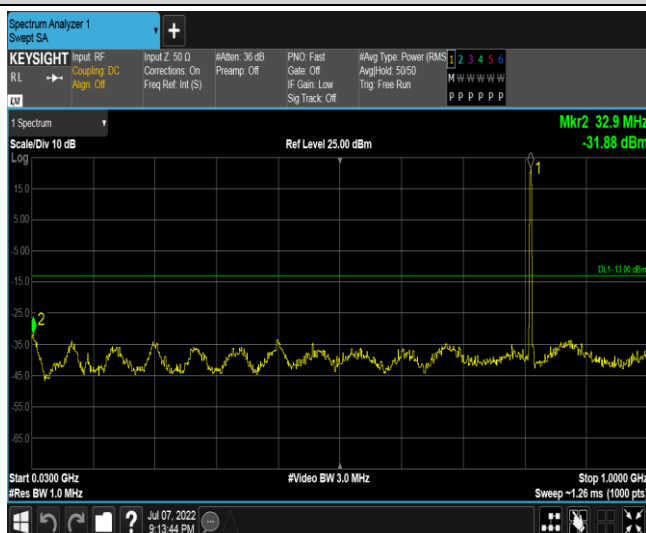 Spectrum Analyzer 1
Swept SA
+
KEYSIGHT
RL
LXI
Input: RF
Coupling: DC
Align: Off
Input Z: 50 Ω
Corrections: On
Freq Ref: Int (S)
#Atten: 36 dB
Preamp: Off
PNO: Fast
Gate: Off
IF Gain: Low
Sig Track: Off
#Avg Type: Power (RMS
Avg|Hold: 50/50
Trig: Free Run
1 2 3 4 5 6
M W W W W W
P P P P P P
1 Spectrum
Scale/Div 10 dB
Ref Level 25.00 dBm
Mkr2 32.9 MHz
-31.88 dBm
Log
15.0
5.00
-5.00
-15.0
-25.0
-35.0
-45.0
-55.0
-65.0
1
DL1 -13.00 dBm
2
Start 0.0300 GHz
#Res BW 1.0 MHz
#Video BW 3.0 MHz
Stop 1.0000 GHz
Sweep ~1.26 ms (1000 pts)
?
Jul 07, 2022
9:13:44 PM